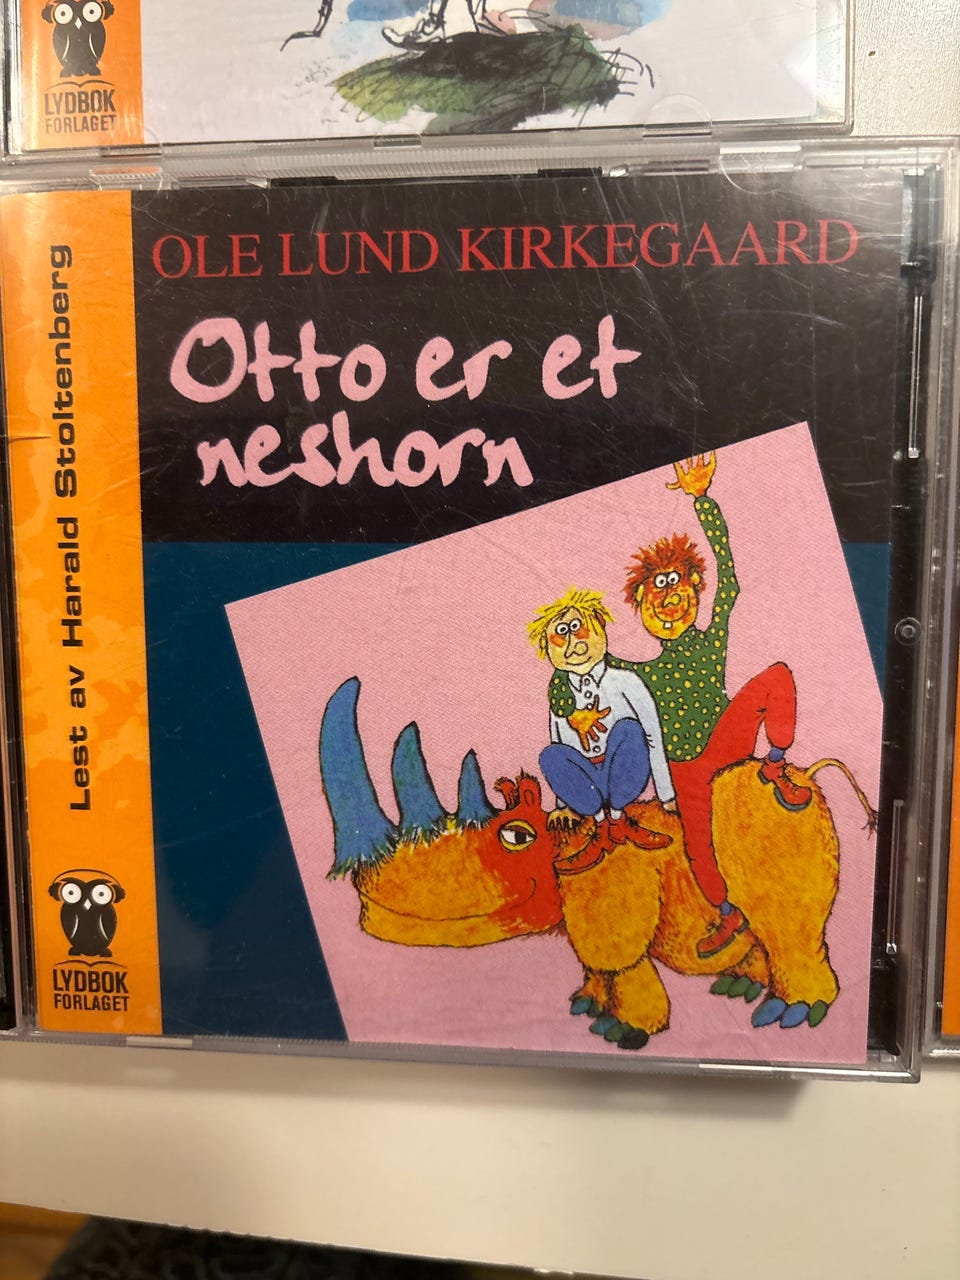 LYDBOK
FORLAGET
OLE LUND KIRKEGAARD
Otto er et
neshorn
Lest av Harald Stoltenberg
LYDBOK
FORLAGET